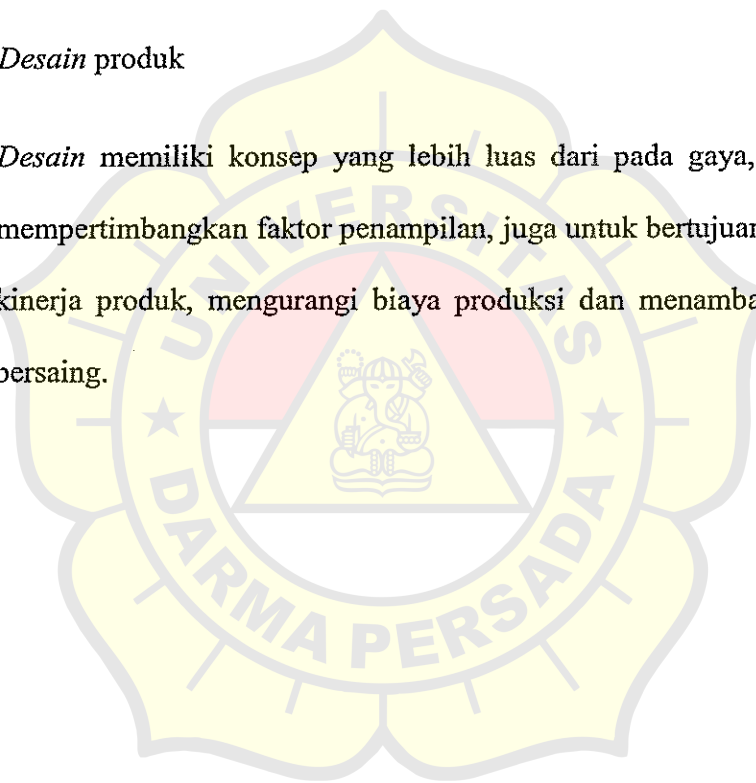 Desain produk
Desain memiliki konsep yang lebih luas dari pada gaya,
mempertimbangkan faktor penampilan, juga untuk bertujuan
kinerja produk, mengurangi biaya produksi dan menamba
bersaing.
UNIVERSITAS
DARMA PERSADA